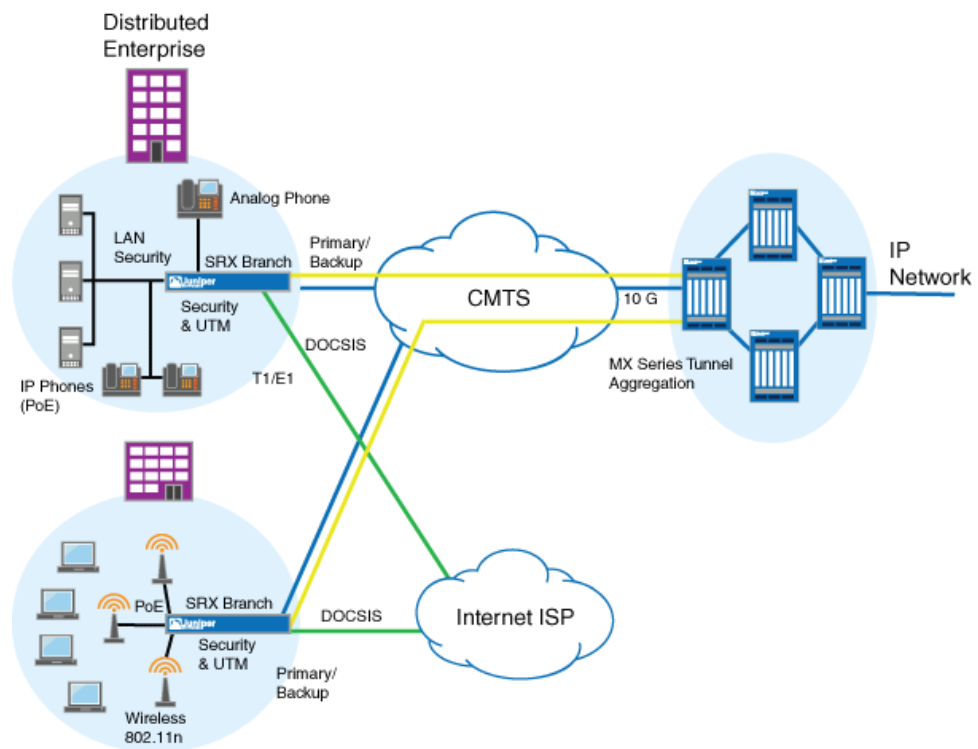 Distributed
Enterprise
Analog Phone
LAN
Security
SRX Branch
Primary/
Backup
Juniper
Security
& UTM
CMTS
10 G
IP
Network
DOCSIS
T1/E1
MX Series Tunnel
Aggregation
IP Phones
(PoE)
SRX Branch
PoE
DOCSIS
Juniper
Internet ISP
Security
& UTM
Primary/
Backup
Wireless
802.11n